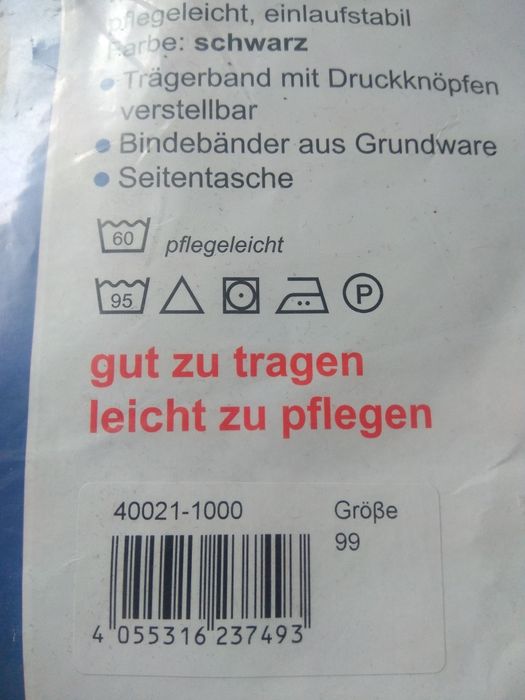 pflegeleicht, einlaufstabil
Farbe: schwarz
• Trägerband mit Druckknöpfen
verstellbar
• Bindebänder aus Grundware
• Seitentasche
60 pflegeleicht
95 P
gut zu tragen
leicht zu pflegen
40021-1000 Größe
99
4 055316 237493